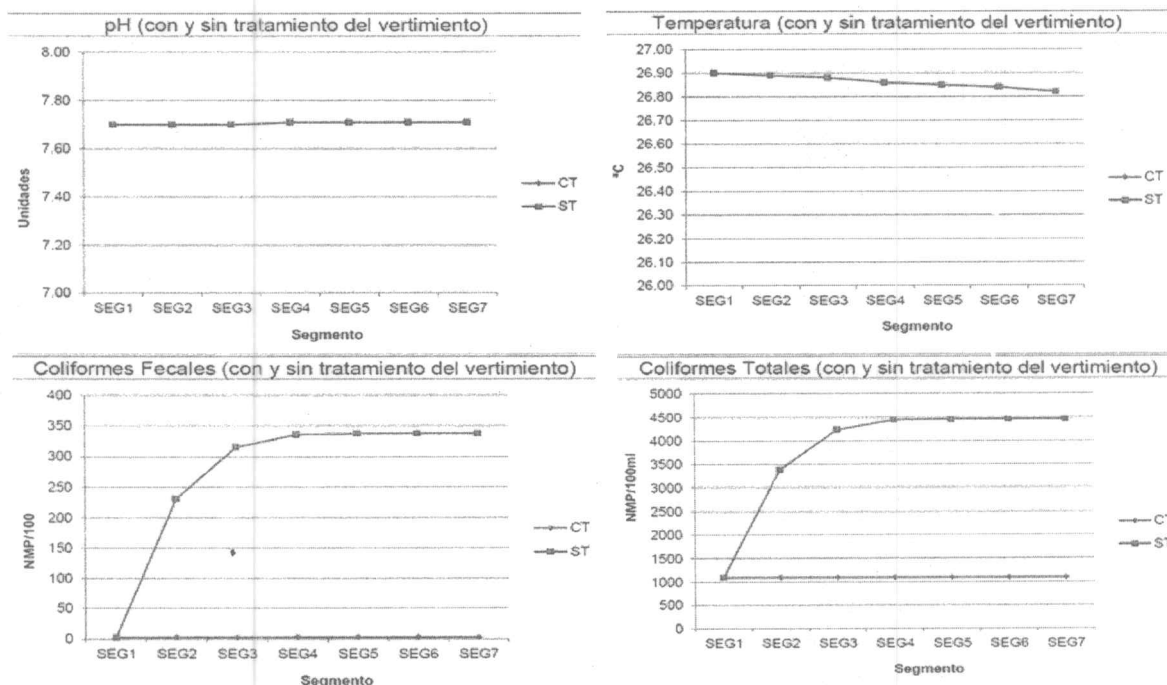 pH (con y sin tratamiento del vertimiento)
8.00
7.80
7.60
7.40
7.20
7.00
Unidades
SEG1 SEG2 SEG3 SEG4 SEG5 SEG6 SEG7
Segmento
CT
ST
Temperatura (con y sin tratamiento del vertimiento)
27.00
26.90
26.80
26.70
26.60
26.50
26.40
26.30
26.20
26.10
26.00
ªC
SEG1 SEG2 SEG3 SEG4 SEG5 SEG6 SEG7
Segmento
CT
ST
Coliformes Fecales (con y sin tratamiento del vertimiento)
400
350
300
250
200
150
100
50
0
NMP/100
SEG1 SEG2 SEG3 SEG4 SEG5 SEG6 SEG7
Segmento
CT
ST
Coliformes Totales (con y sin tratamiento del vertimiento)
5000
4500
4000
3500
3000
2500
2000
1500
1000
500
0
NMP/100ml
SEG1 SEG2 SEG3 SEG4 SEG5 SEG6 SEG7
Segmento
CT
ST